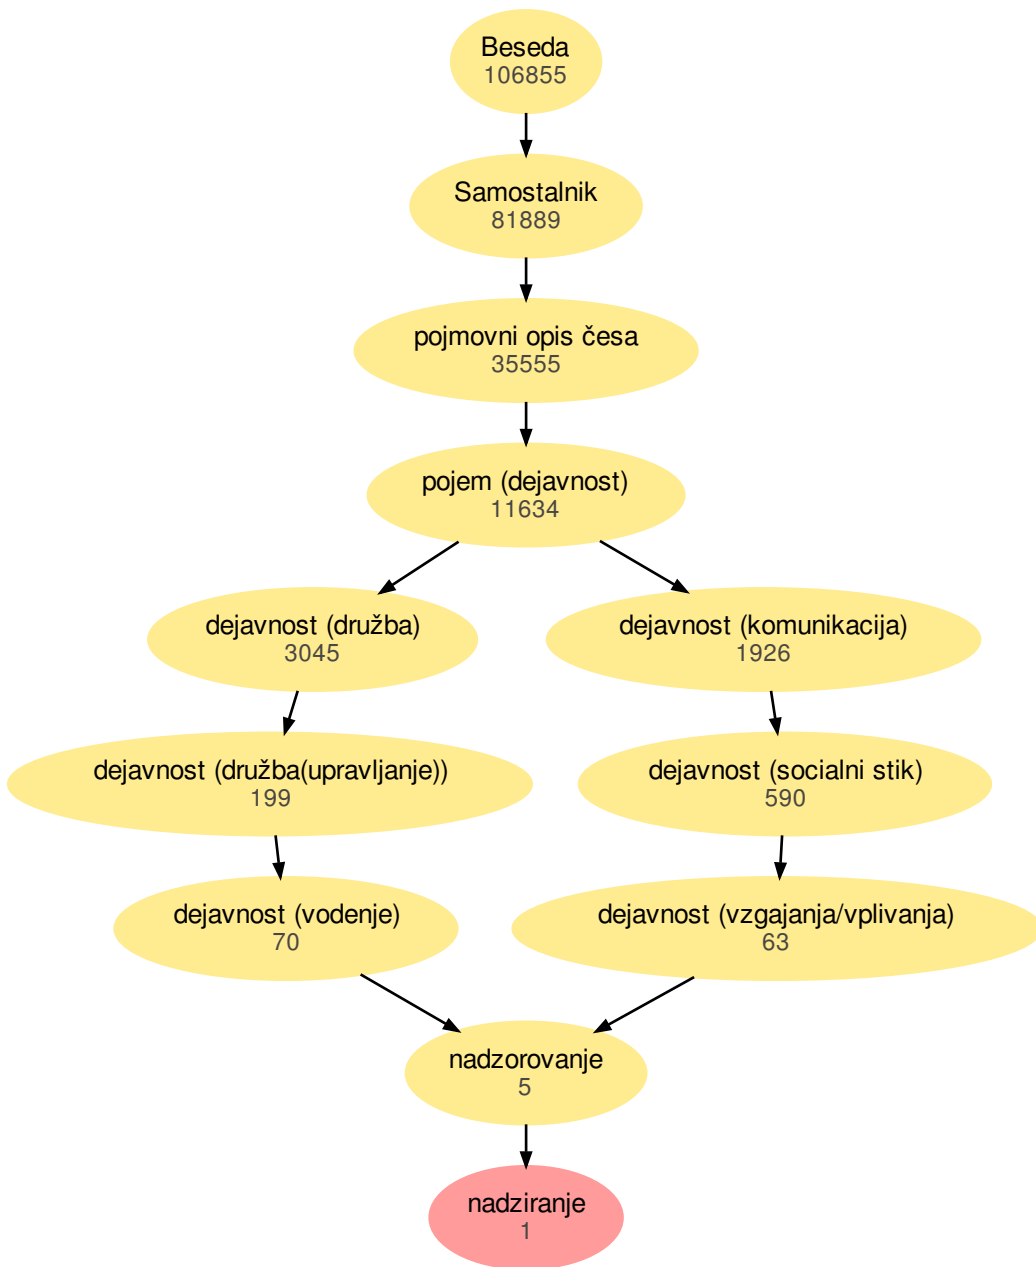 Beseda
106855
Samostalnik
81889
pojmovni opis česa
35555
pojem (dejavnost)
11634
dejavnost (družba)
3045
dejavnost (komunikacija)
1926
dejavnost (družba(upravljanje))
199
dejavnost (socialni stik)
590
dejavnost (vodenje)
70
dejavnost (vzgajanja/vplivanja)
63
nadzorovanje
5
nadziranje
1